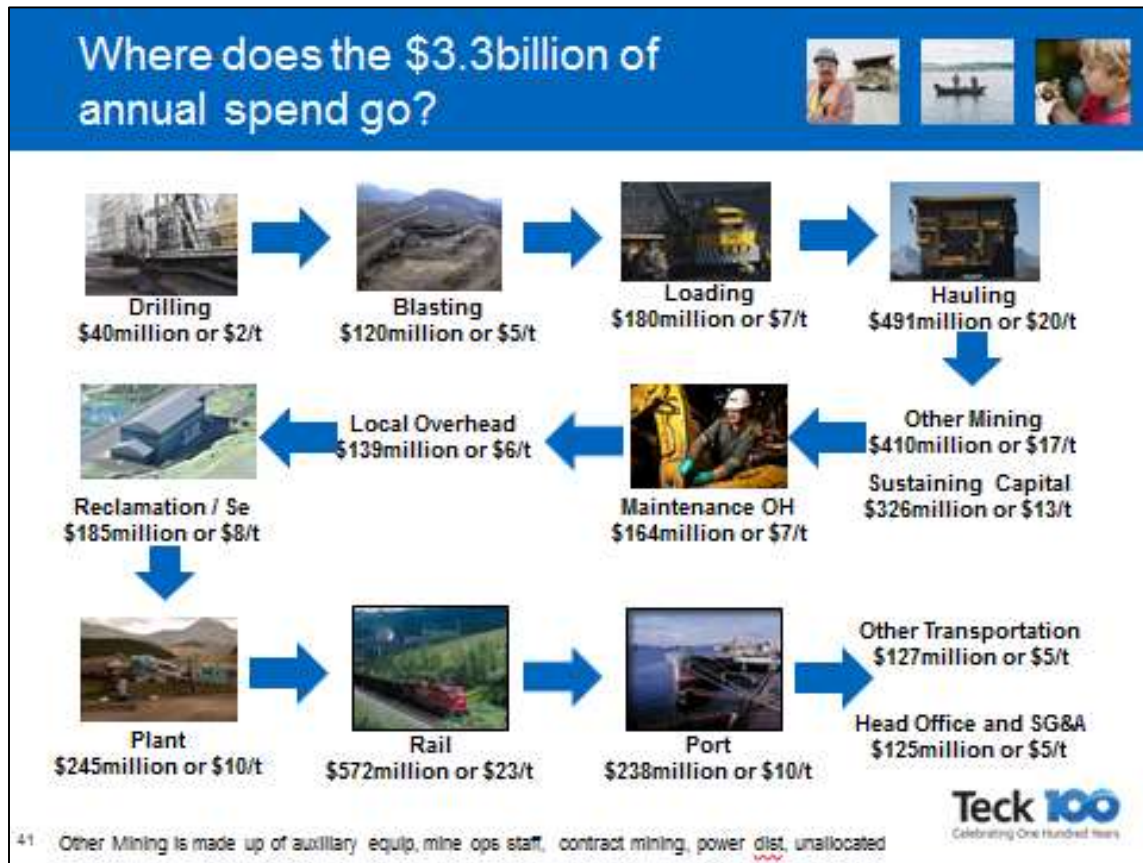 Where does the $3.3billion of
annual spend go?
Drilling
$40million or $2/t
Blasting
$120million or $5/t
Loading
$180million or $7/t
Hauling
$491million or $20/t
Other Mining
$410million or $17/t
Sustaining Capital
$326million or $13/t
Maintenance OH
$164million or $7/t
Local Overhead
$139million or $6/t
Reclamation / Se
$185million or $8/t
Plant
$245million or $10/t
Rail
$572million or $23/t
Port
$238million or $10/t
Other Transportation
$127million or $5/t
Head Office and SG&A
$125million or $5/t
Teck 100
Celebrating One Hundred Years
41 Other Mining is made up of auxiliary equip, mine ops staff, contract mining, power dist, unallocated